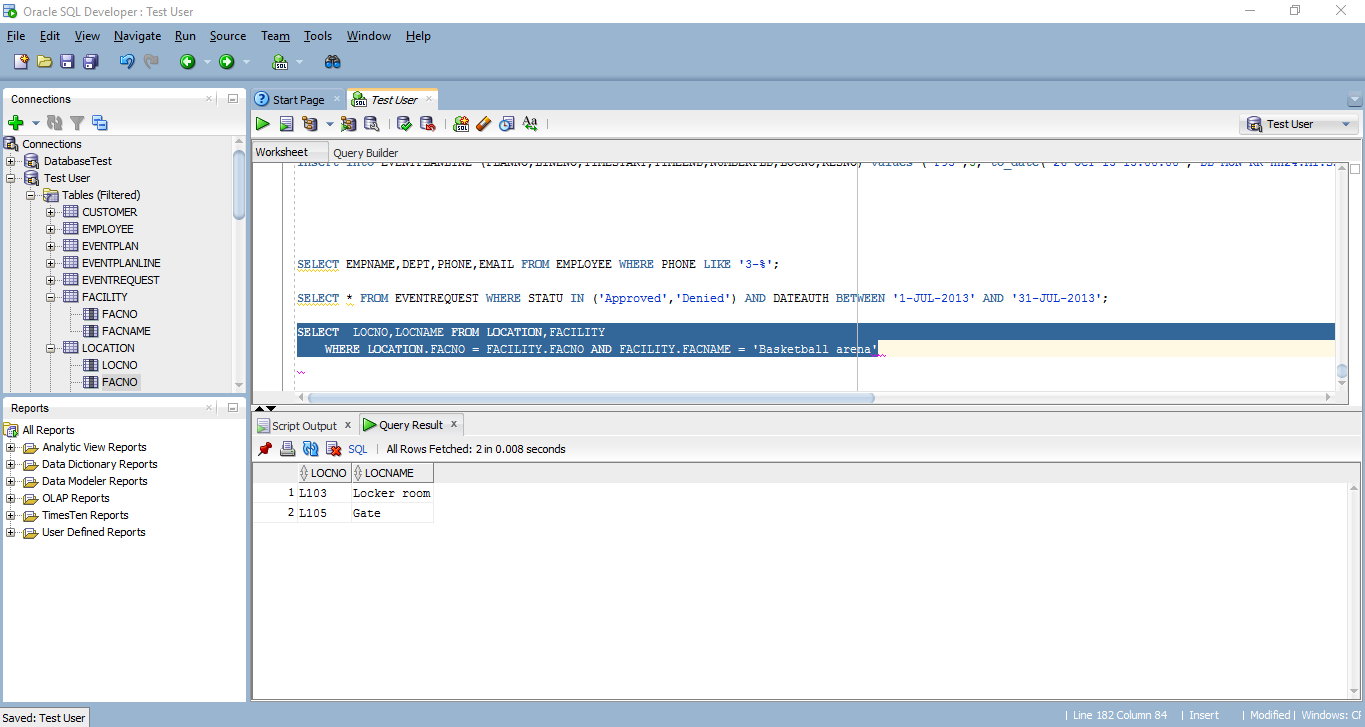 Oracle SQL Developer : Test User
File Edit View Navigate Run Source Team Tools Window Help
Connections
Connections
DatabaseTest
Test User
Tables (Filtered)
CUSTOMER
EMPLOYEE
EVENTPLAN
EVENTPLANLINE
EVENTREQUEST
FACILITY
FACNO
FACNAME
LOCATION
LOCNO
FACNO
Reports
All Reports
Analytic View Reports
Data Dictionary Reports
Data Modeler Reports
OLAP Reports
TimesTen Reports
User Defined Reports
Start Page Test User
Test User
Worksheet Query Builder
SELECT EMPNAME,DEPT,PHONE,EMAIL FROM EMPLOYEE WHERE PHONE LIKE '3-%';
SELECT * FROM EVENTREQUEST WHERE STATU IN ('Approved','Denied') AND DATEAUTH BETWEEN '1-JUL-2013' AND '31-JUL-2013';
SELECT LOCNO,LOCNAME FROM LOCATION,FACILITY
WHERE LOCATION.FACNO = FACILITY.FACNO AND FACILITY.FACNAME = 'Basketball arena'
Script Output x Query Result x
SQL | All Rows Fetched: 2 in 0.008 seconds
LOCNO LOCNAME
1 L103 Locker room
2 L105 Gate
Saved: Test User
| Line 182 Column 84 | Insert | Modified | Windows: CF